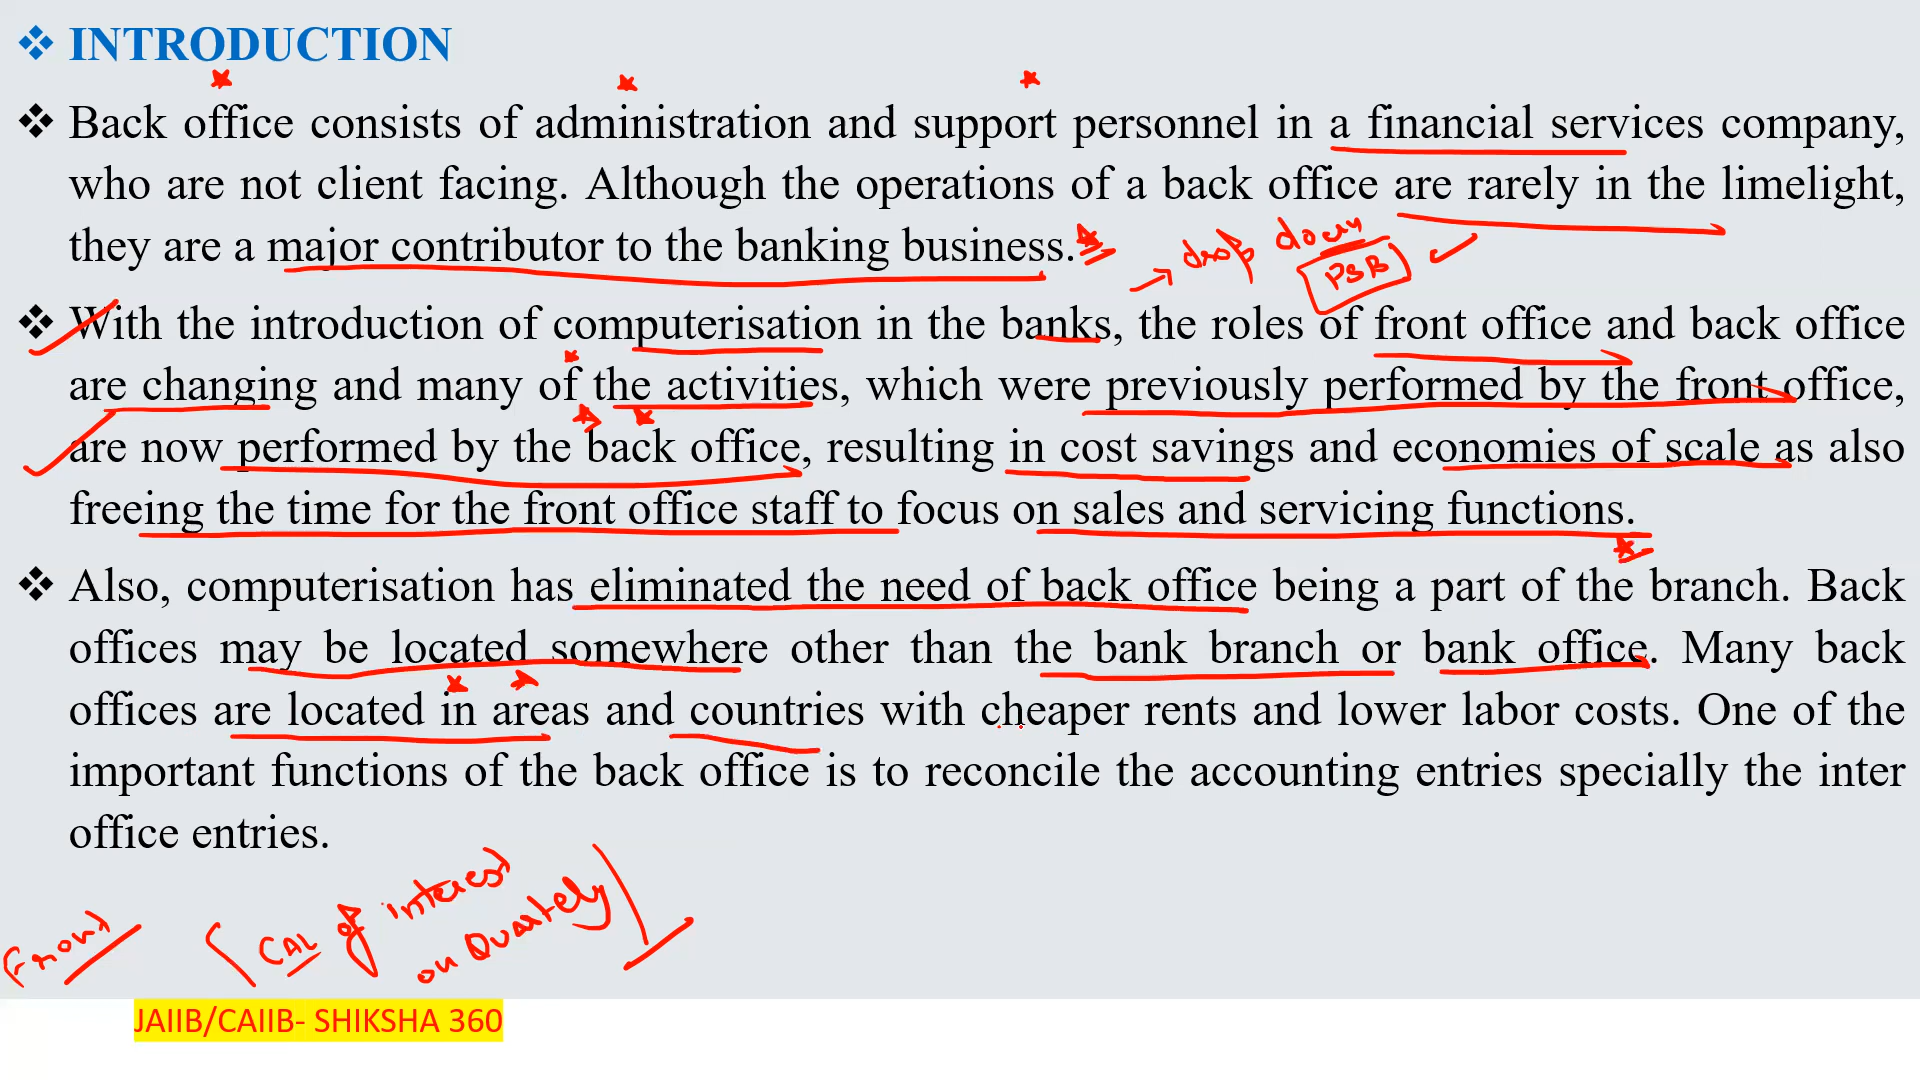 ❖ INTRODUCTION
❖ Back office consists of administration and support personnel in a financial services company,
who are not client facing. Although the operations of a back office are rarely in the limelight,
they are a major contributor to the banking business.
drop down
PSB
❖ With the introduction of computerisation in the banks, the roles of front office and back office
are changing and many of the activities, which were previously performed by the front office,
are now performed by the back office, resulting in cost savings and economies of scale as also
freeing the time for the front office staff to focus on sales and servicing functions.
❖ Also, computerisation has eliminated the need of back office being a part of the branch. Back
offices may be located somewhere other than the bank branch or bank office. Many back
offices are located in areas and countries with cheaper rents and lower labor costs. One of the
important functions of the back office is to reconcile the accounting entries specially the inter
office entries.
Front
CAL of interest
on Quartely
JAIIB/CAIIB- SHIKSHA 360